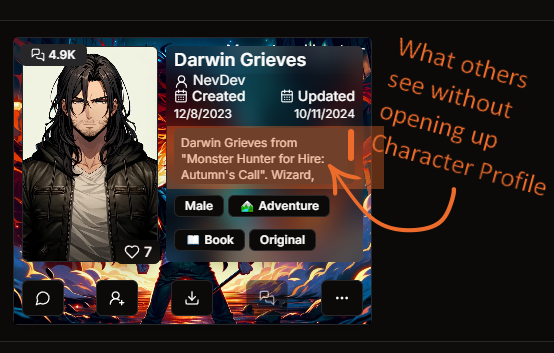 4.9K
Darwin Grieves
NevDev
Created
Updated
12/8/2023
10/11/2024
Darwin Grieves from
"Monster Hunter for Hire:
Autumn's Call". Wizard,
Male
Adventure
Book
Original
7
What others
see without
opening up
Character Profile